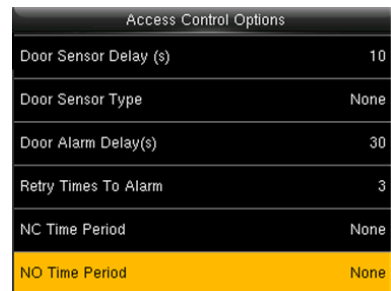 Access Control Options
Door Sensor Delay (s) 10
Door Sensor Type None
Door Alarm Delay(s) 30
Retry Times To Alarm 3
NC Time Period None
NO Time Period None